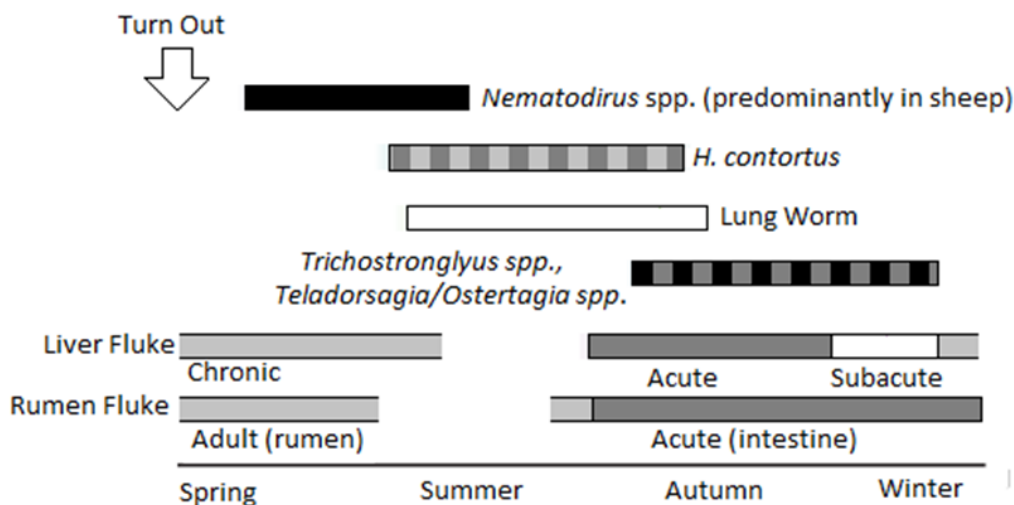 Turn Out
Nematodirus spp. (predominantly in sheep)
H. contortus
Lung Worm
Trichostronglyus spp.,
Teladorsagia/Ostertagia spp.
Liver Fluke
Chronic
Acute
Subacute
Rumen Fluke
Adult (rumen)
Acute (intestine)
Spring
Summer
Autumn
Winter